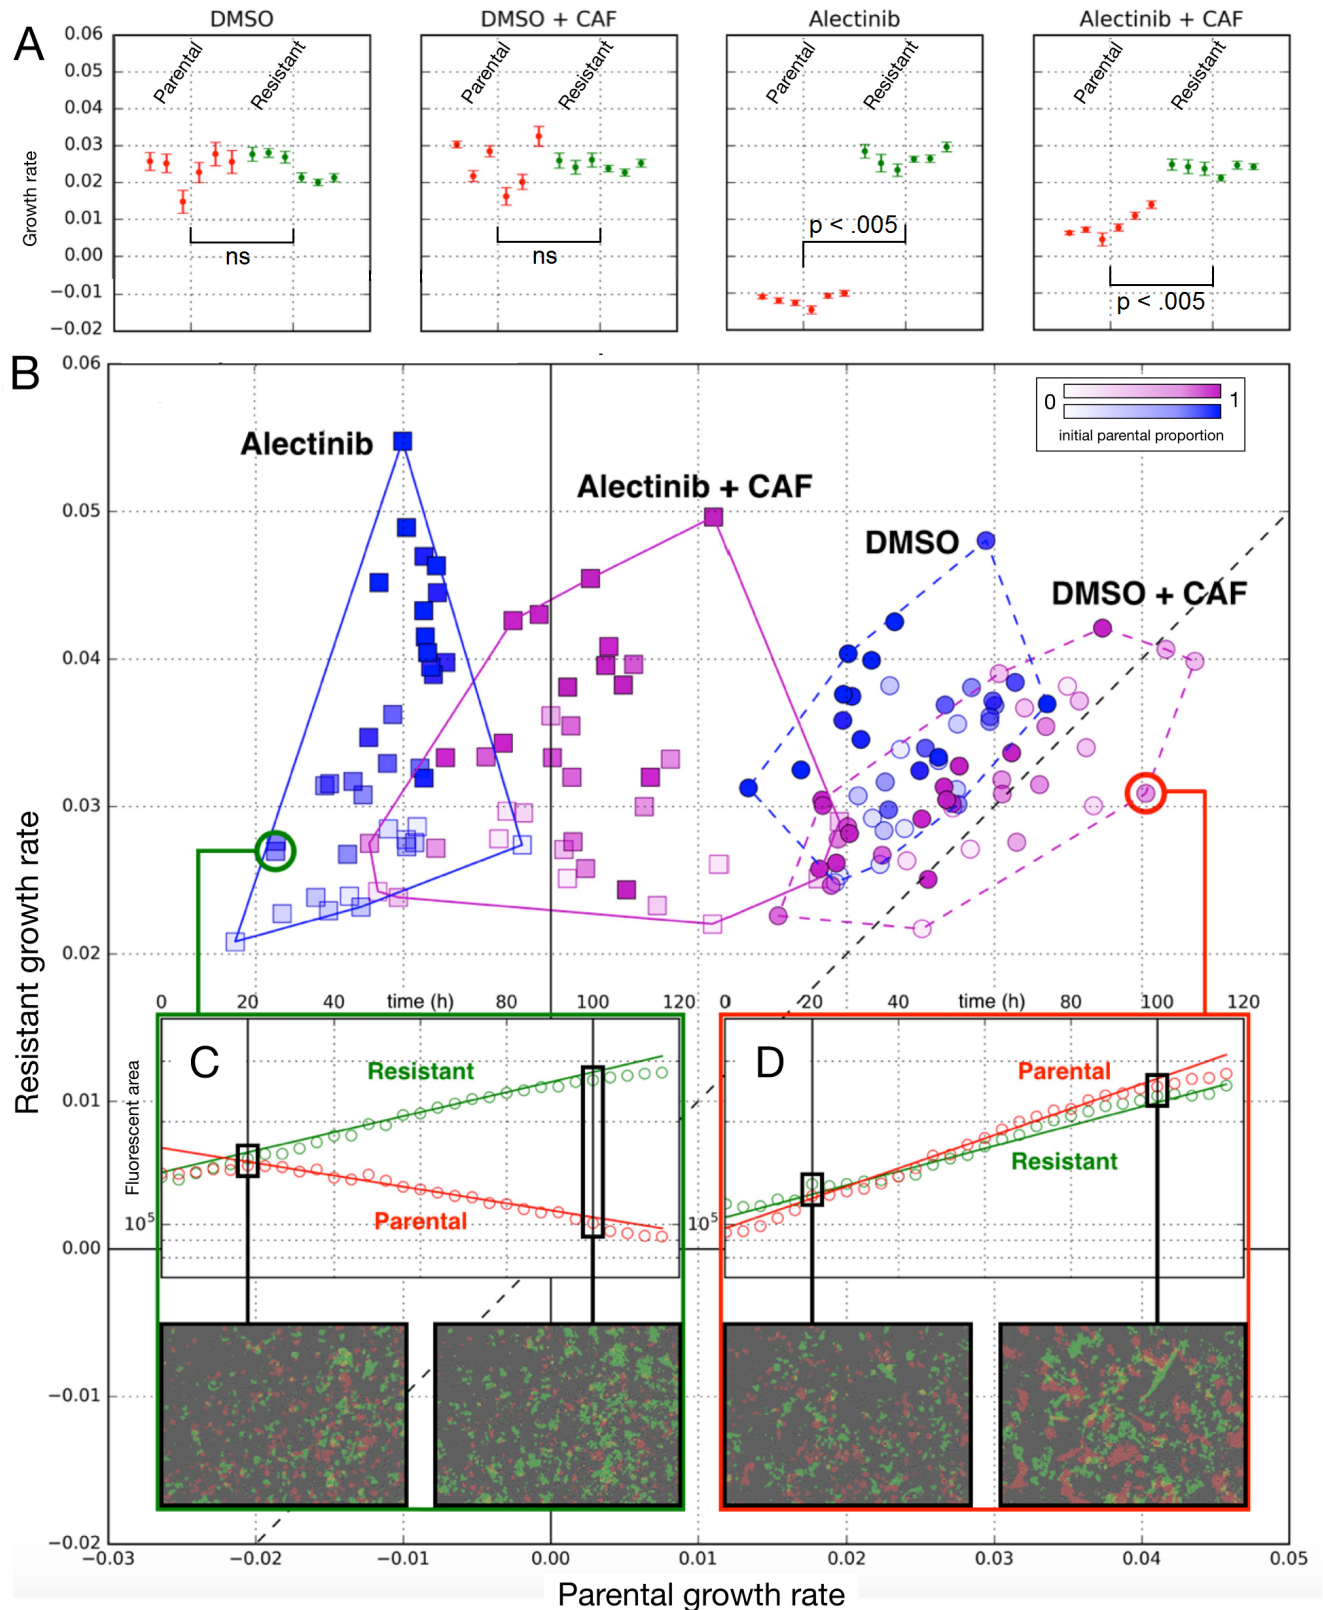 A
DMSO
DMSO + CAF
Alectinib
Alectinib + CAF
0.06
0.05
0.04
0.03
0.02
0.01
0.00
−0.01
−0.02
Growth rate
Parental
Resistant
ns
Parental
Resistant
ns
Parental
Resistant
p < .005
Parental
Resistant
p < .005
B
0.06
0.05
0.04
0.03
0.02
0.01
0.00
−0.01
−0.02
Resistant growth rate
Alectinib
Alectinib + CAF
DMSO
DMSO + CAF
0 1
initial parental proportion
0 20 40 time (h) 80 100 120
C
Resistant
Parental
Fluorescent area
10⁵
0 20 40 time (h) 80 100 120
D
Parental
Resistant
10⁵
−0.03 −0.02 −0.01 0.00 0.01 0.02 0.03 0.04 0.05
Parental growth rate